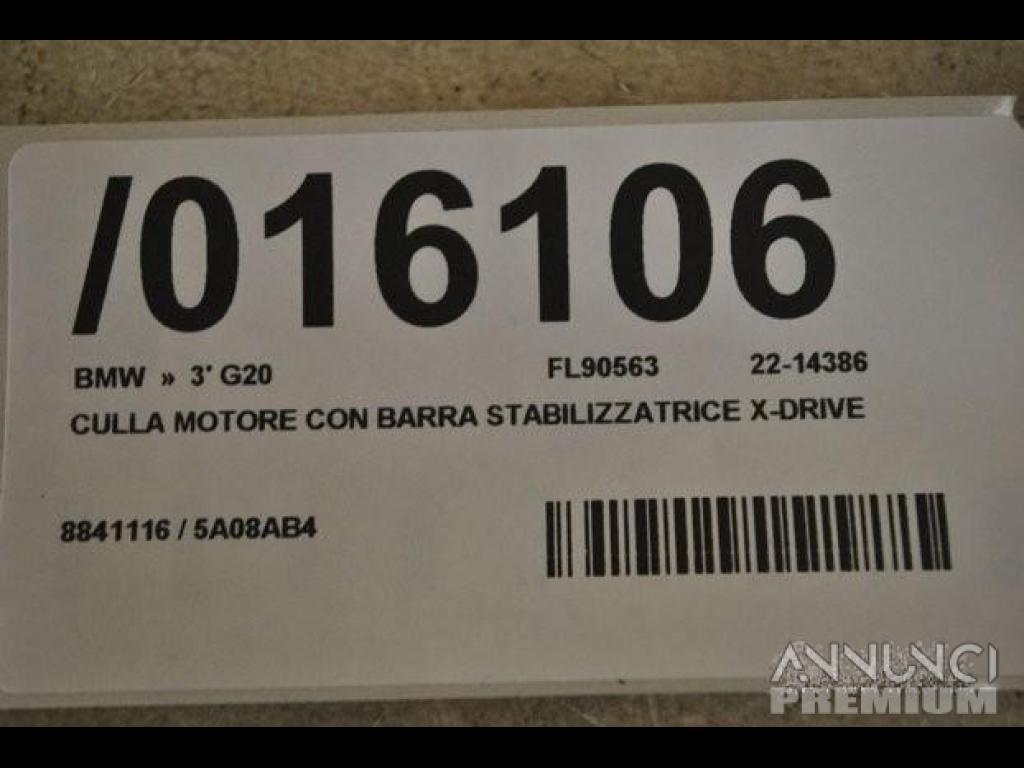 /016106
BMW » 3' G20 FL90563 22-14386
CULLA MOTORE CON BARRA STABILIZZATRICE X-DRIVE
8841116 / 5A08AB4
ANNUNCI
PREMIUM